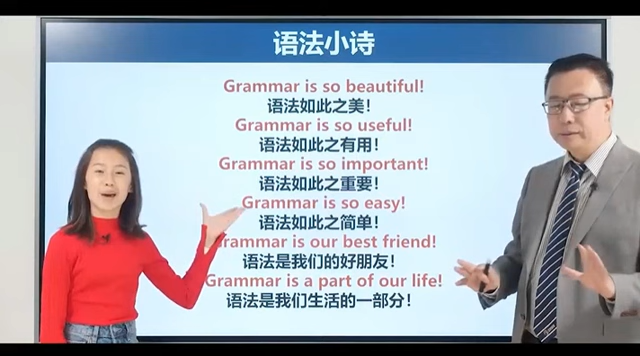 语法小诗
Grammar is so beautiful!
语法如此之美!
Grammar is so useful!
语法如此之有用!
Grammar is so important!
语法如此之重要!
Grammar is so easy!
语法如此之简单!
Grammar is our best friend!
语法是我们的好朋友!
Grammar is a part of our life!
语法是我们生活的一部分!